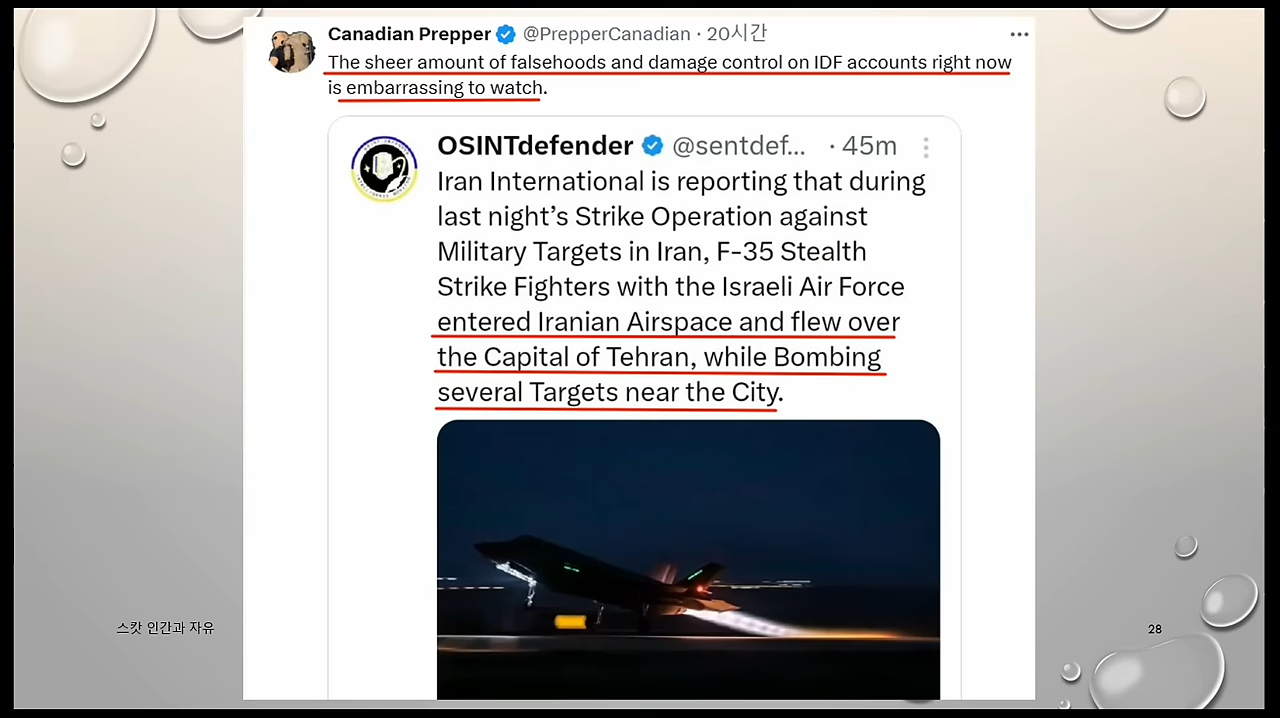 Canadian Prepper @PrepperCanadian · 20시간
The sheer amount of falsehoods and damage control on IDF accounts right now
is embarrassing to watch.
OSINTdefender @sentdef... · 45m
Iran International is reporting that during
last night's Strike Operation against
Military Targets in Iran, F-35 Stealth
Strike Fighters with the Israeli Air Force
entered Iranian Airspace and flew over
the Capital of Tehran, while Bombing
several Targets near the City.
스캇 인간과 자유
28